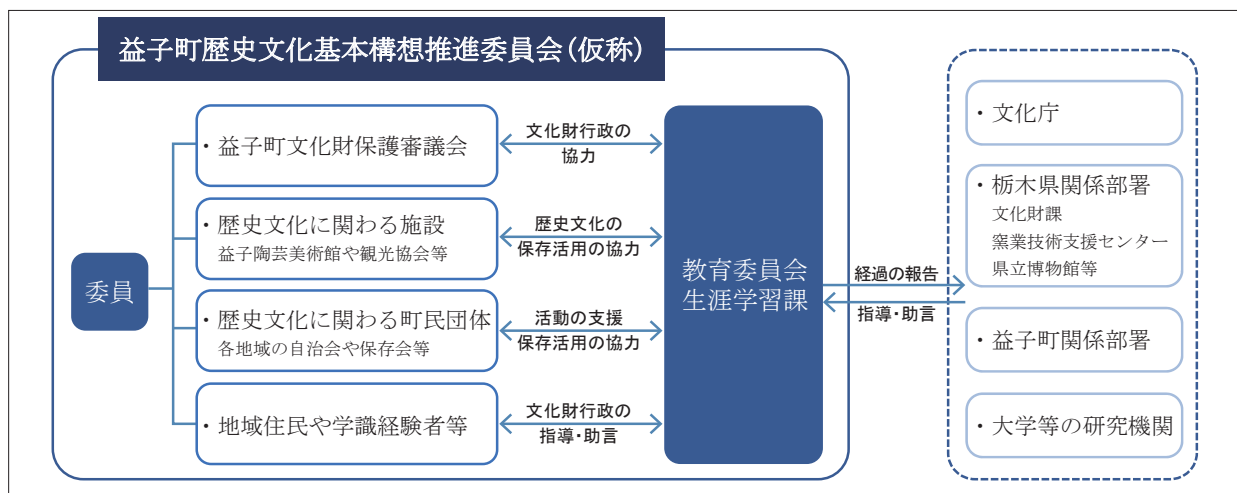 益子町歴史文化基本構想推進委員会(仮称)
委員
・益子町文化財保護審議会
・歴史文化に関わる施設
益子陶芸美術館や観光協会等
・歴史文化に関わる町民団体
各地域の自治会や保存会等
・地域住民や学識経験者等
文化財行政の
協力
歴史文化の
保存活用の協力
活動の支援
保存活用の協力
文化財行政の
指導・助言
教育委員会
生涯学習課
経過の報告
指導・助言
・文化庁
・栃木県関係部署
文化財課
窯業技術支援センター
県立博物館等
・益子町関係部署
・大学等の研究機関